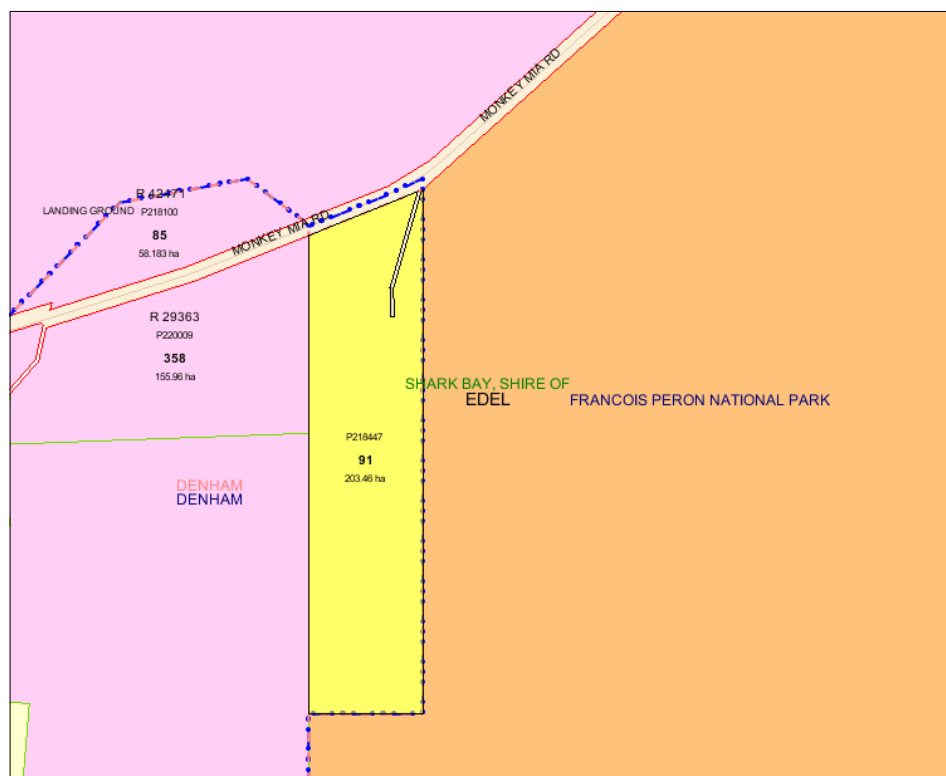 MONKEY MIA RD
R 42471
LANDING GROUND
P218100
85
58.183 ha
MONKEY MIA RD
R 29363
P220009
358
155.96 ha
SHARK BAY, SHIRE OF
EDEL
FRANCOIS PERON NATIONAL PARK
P218447
91
203.46 ha
DENHAM
DENHAM